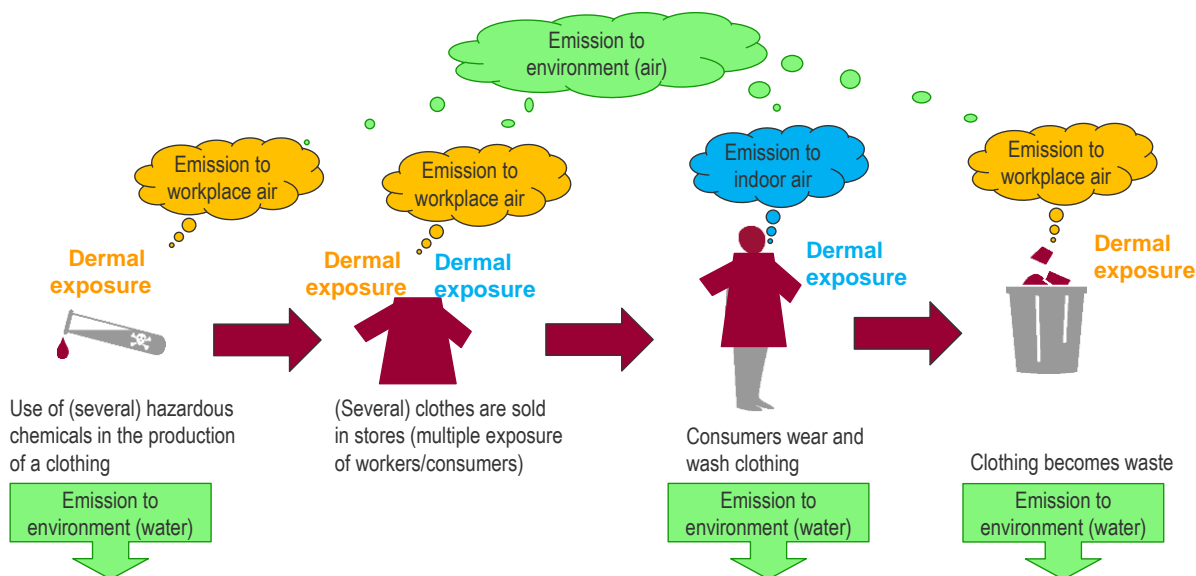 Emission to
environment (air)
Emission to
workplace air
Emission to
workplace air
Emission to
indoor air
Emission to
workplace air
Dermal
exposure
Dermal
exposure
Dermal
exposure
Dermal
exposure
Dermal
exposure
Use of (several) hazardous
chemicals in the production
of a clothing
(Several) clothes are sold
in stores (multiple exposure
of workers/consumers)
Consumers wear and
wash clothing
Clothing becomes waste
Emission to
environment (water)
Emission to
environment (water)
Emission to
environment (water)